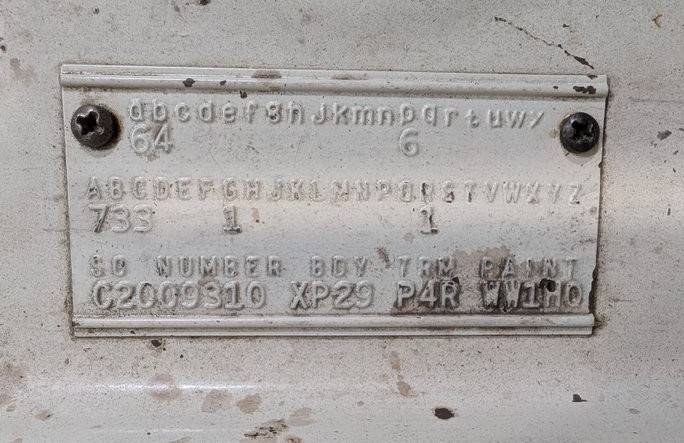 abcdefghjkmnpqrtuwy
64 6
ABCDEFGHJKLMNPQRSTVWXYZ
733 1 1
SO NUMBER BDY TRM PAINT
C2009310 XP29 P4R WW1HO